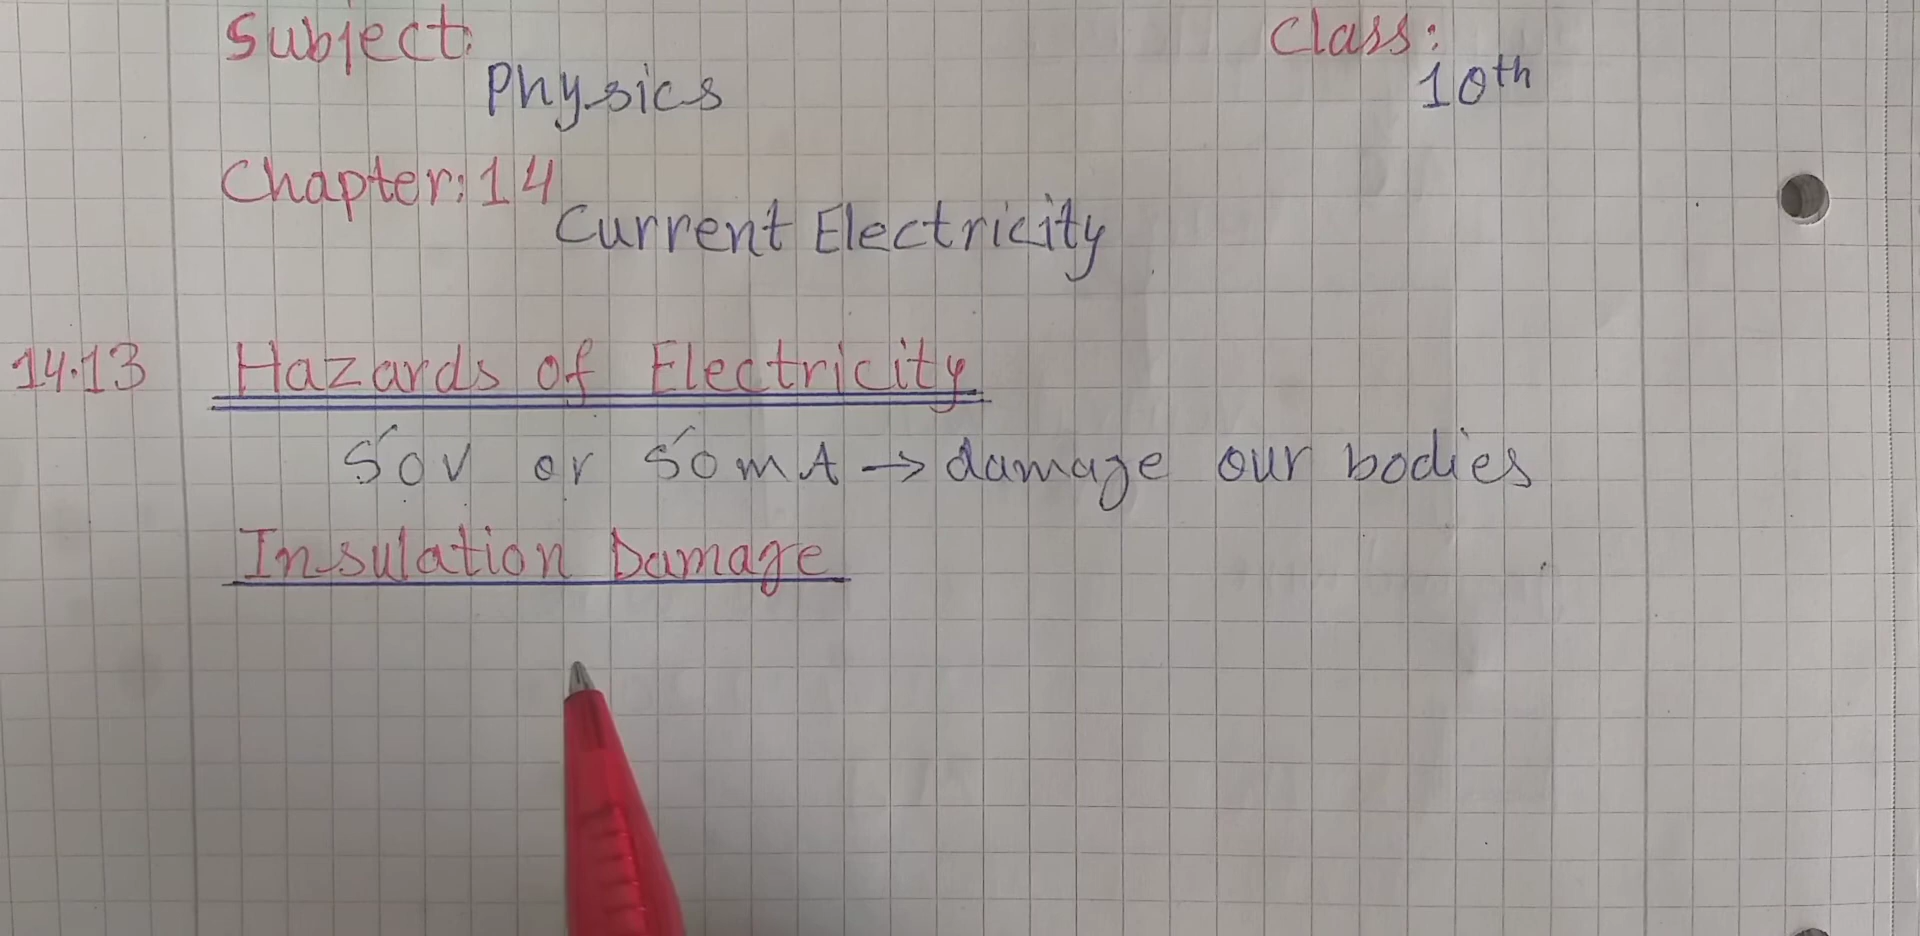 Subject:
Physics
Class:
10th
Chapter: 14
Current Electricity
14.13 Hazards of Electricity
50V or 50mA → damage our bodies
Insulation Damage